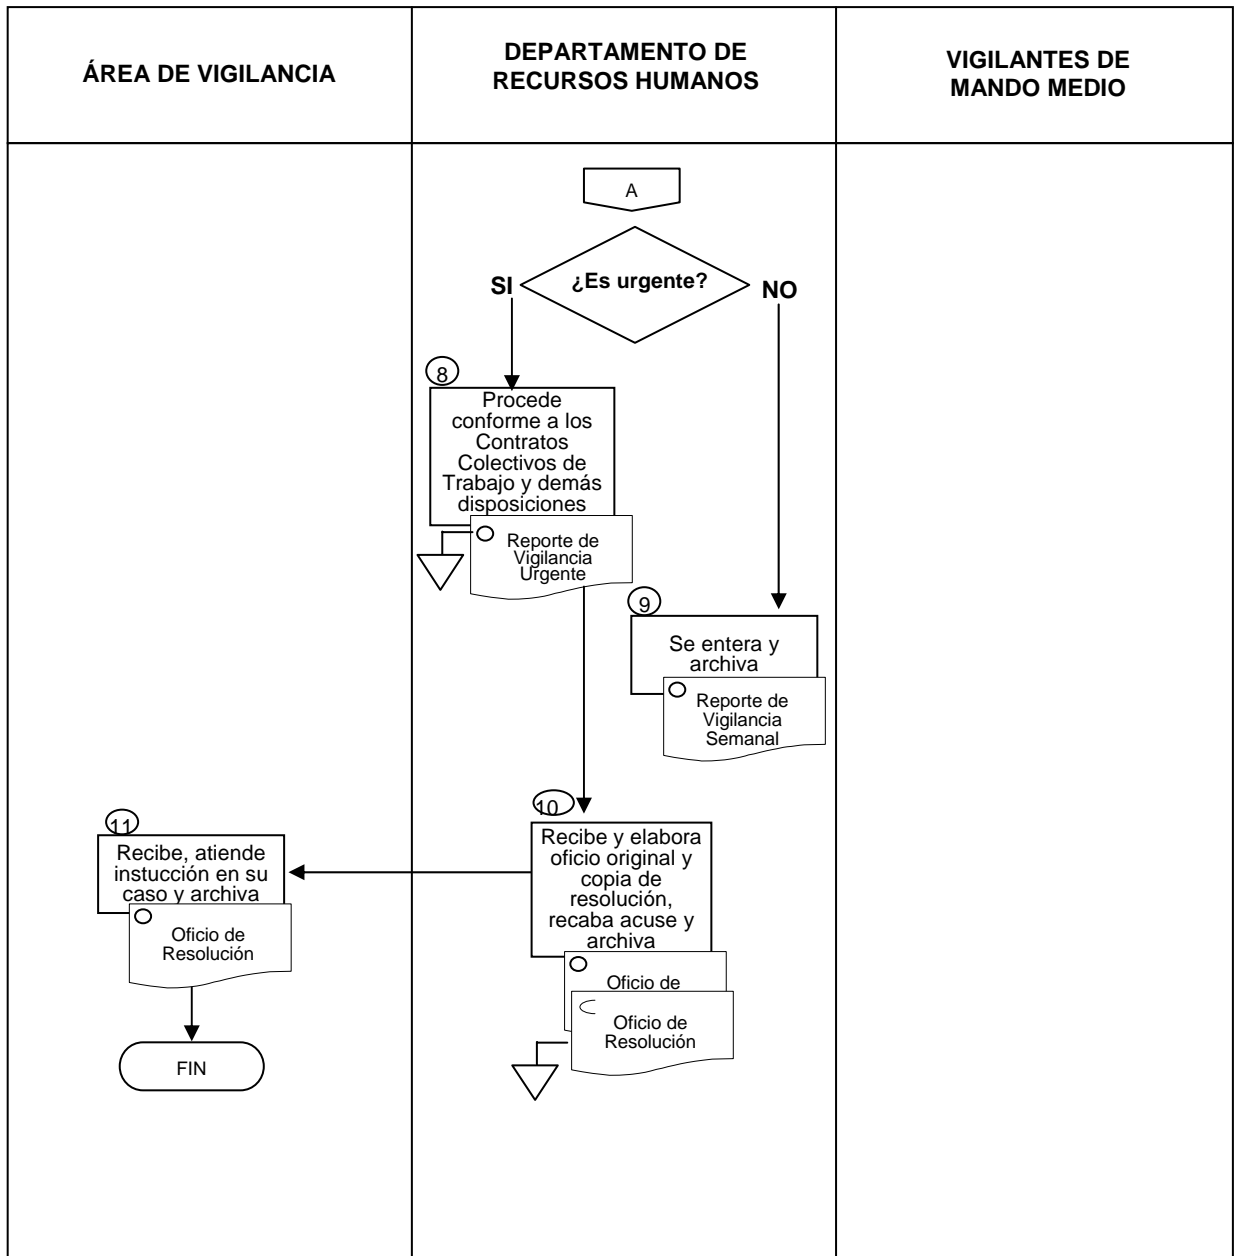 ÁREA DE VIGILANCIA
DEPARTAMENTO DE
RECURSOS HUMANOS
VIGILANTES DE
MANDO MEDIO
A
¿Es urgente?
SI
NO
8
Procede
conforme a los
Contratos
Colectivos de
Trabajo y demás
disposiciones
Reporte de
Vigilancia
Urgente
9
Se entera y
archiva
Reporte de
Vigilancia
Semanal
10
Recibe y elabora
oficio original y
copia de
resolución,
recaba acuse y
archiva
Oficio de
Oficio de
Resolución
11
Recibe, atiende
instucción en su
caso y archiva
Oficio de
Resolución
FIN